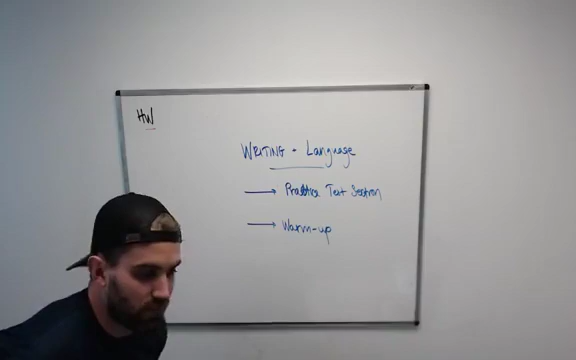 HW
WRITING + Language
→ Practice Test Section
→ Warm-up